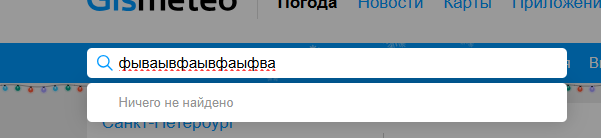 Gismeteo Погода Новости Карты Приложени
фываывфаывфаыфва
Ничего не найдено
Санкт-Петербург